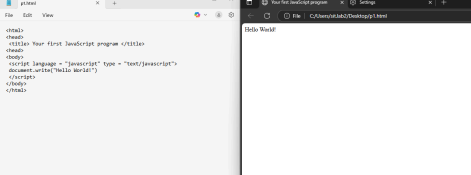 p1.html
File Edit View
<html>
<head>
<title> Your first JavaScript program </title>
<head>
<body>
<script language = "javascript" type = "text/javascript">
document.write("Hello World!")
</script>
</body>
</html>
Your first JavaScript program
Settings
File
C:/Users/sit.lab2/Desktop/p1.html
Hello World!